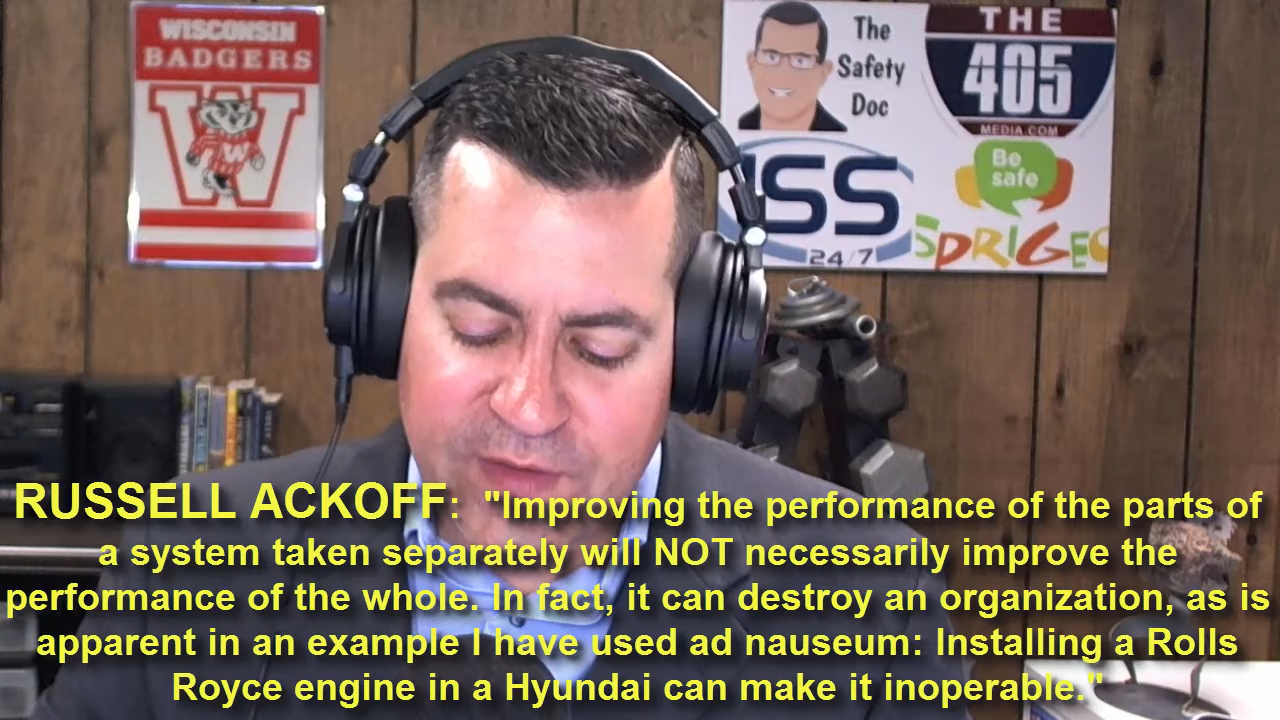 WISCONSIN
BADGERS
W
W
The
Safety
Doc
THE
405
MEDIA.COM
ISS
24/7
Be
safe
SPRIGEO
RUSSELL ACKOFF: "Improving the performance of the parts of
a system taken separately will NOT necessarily improve the
performance of the whole. In fact, it can destroy an organization, as is
apparent in an example I have used ad nauseum: Installing a Rolls
Royce engine in a Hyundai can make it inoperable."